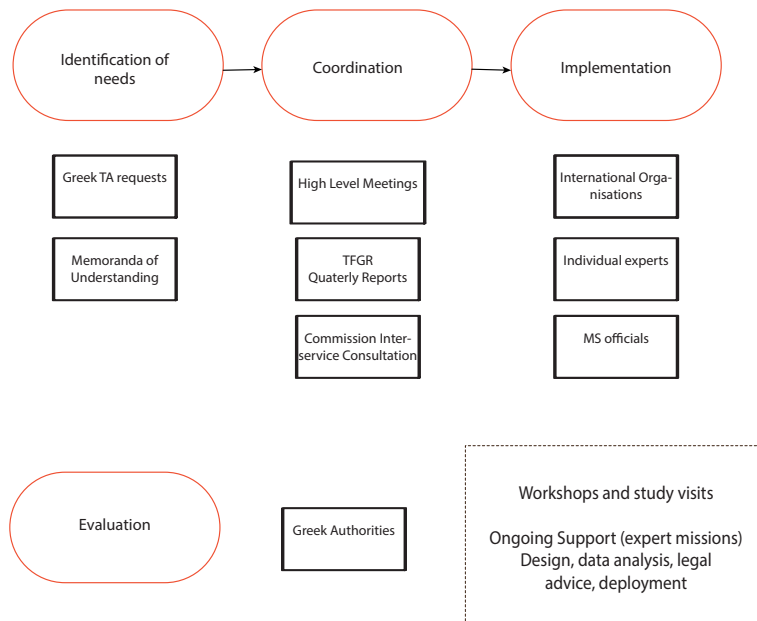 Identification of
needs
Coordination
Implementation
Greek TA requests
High Level Meetings
International Orga-
nisations
Memoranda of
Understanding
TFGR
Quaterly Reports
Individual experts
Commission Inter-
service Consultation
MS officials
Evaluation
Greek Authorities
Workshops and study visits
Ongoing Support (expert missions)
Design, data analysis, legal
advice, deployment